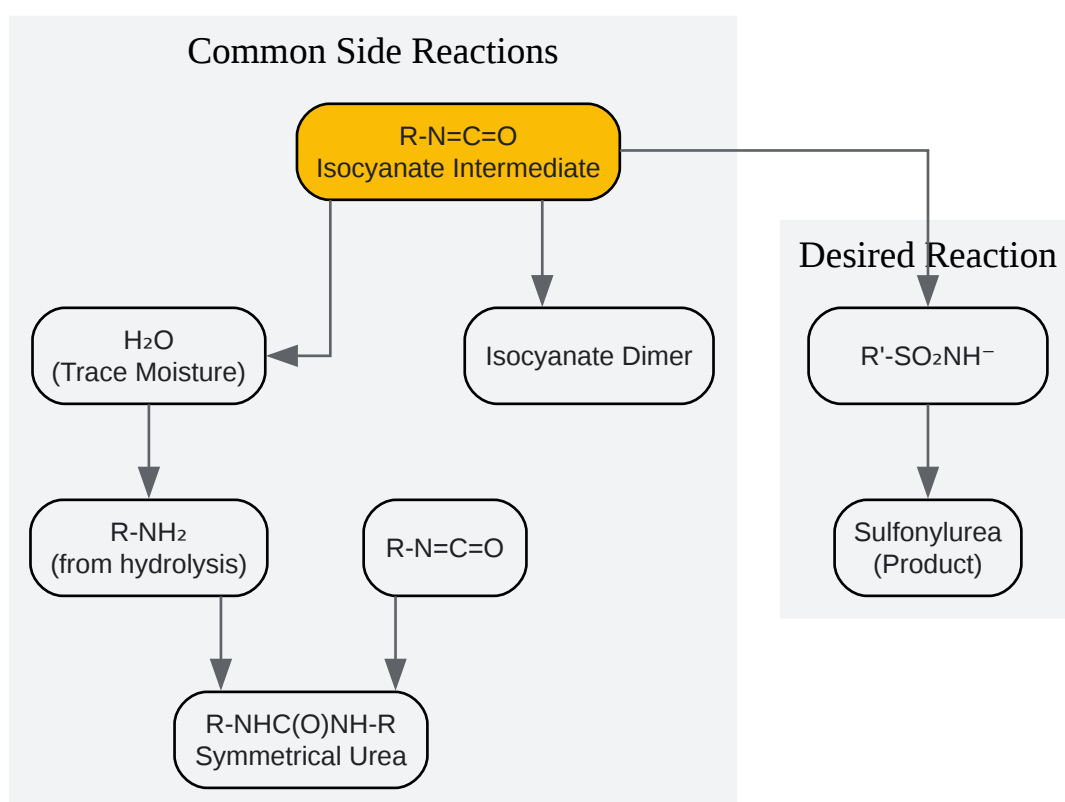 Common Side Reactions
R-N=C=O
Isocyanate Intermediate
Desired Reaction
H₂O
(Trace Moisture)
Isocyanate Dimer
R'-SO₂NH⁻
R-NH₂
(from hydrolysis)
R-N=C=O
Sulfonylurea
(Product)
R-NHC(O)NH-R
Symmetrical Urea